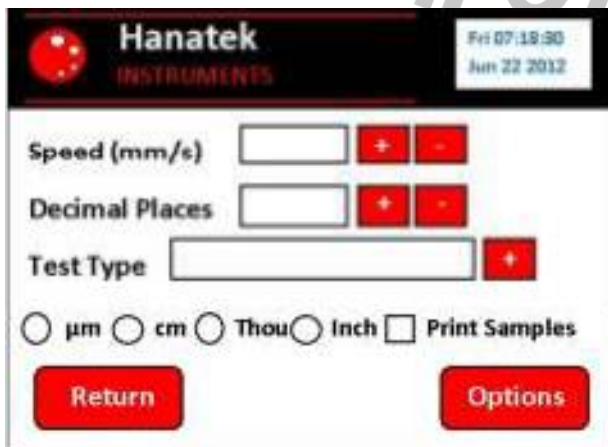 Hanatek
INSTRUMENTS
Fri 07:18:30
Jun 22 2012
Speed (mm/s) + -
Decimal Places + -
Test Type +
µm cm Thou Inch Print Samples
Return Options